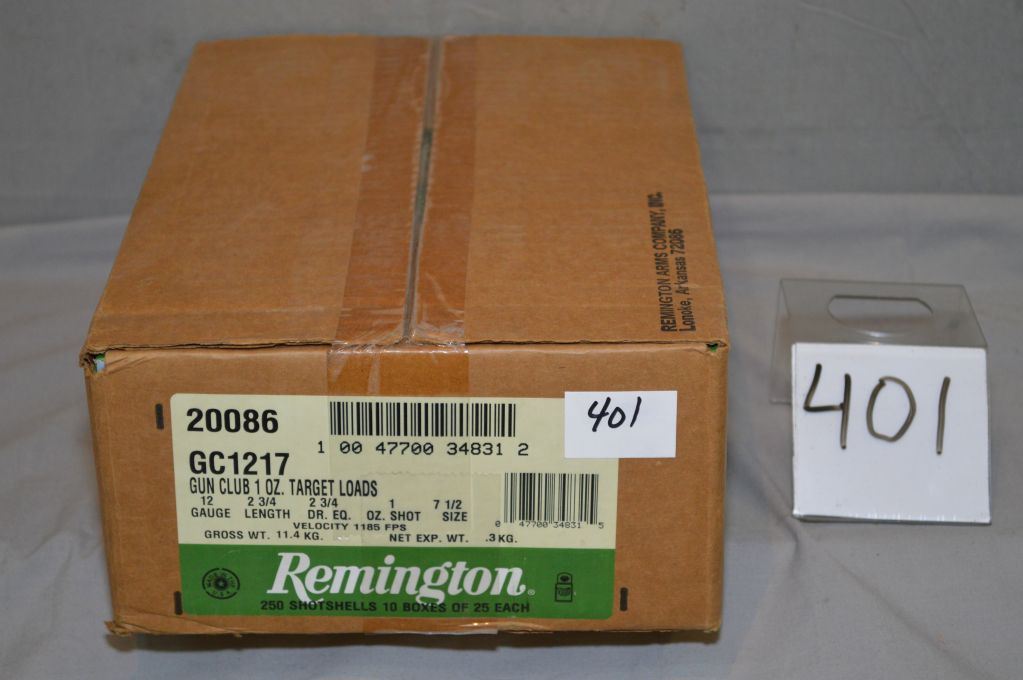 REMINGTON ARMS COMPANY, INC.
Lonoke, Arkansas 72086
20086
1 00 47700 34831 2
401
GC1217
GUN CLUB 1 OZ. TARGET LOADS
12 2 3/4 2 3/4 1 7 1/2
GAUGE LENGTH DR. EQ. OZ. SHOT SIZE
VELOCITY 1185 FPS
GROSS WT. 11.4 KG. NET EXP. WT. .3 KG.
0 47700 34831 5
Remington®
250 SHOTSHELLS 10 BOXES OF 25 EACH
401